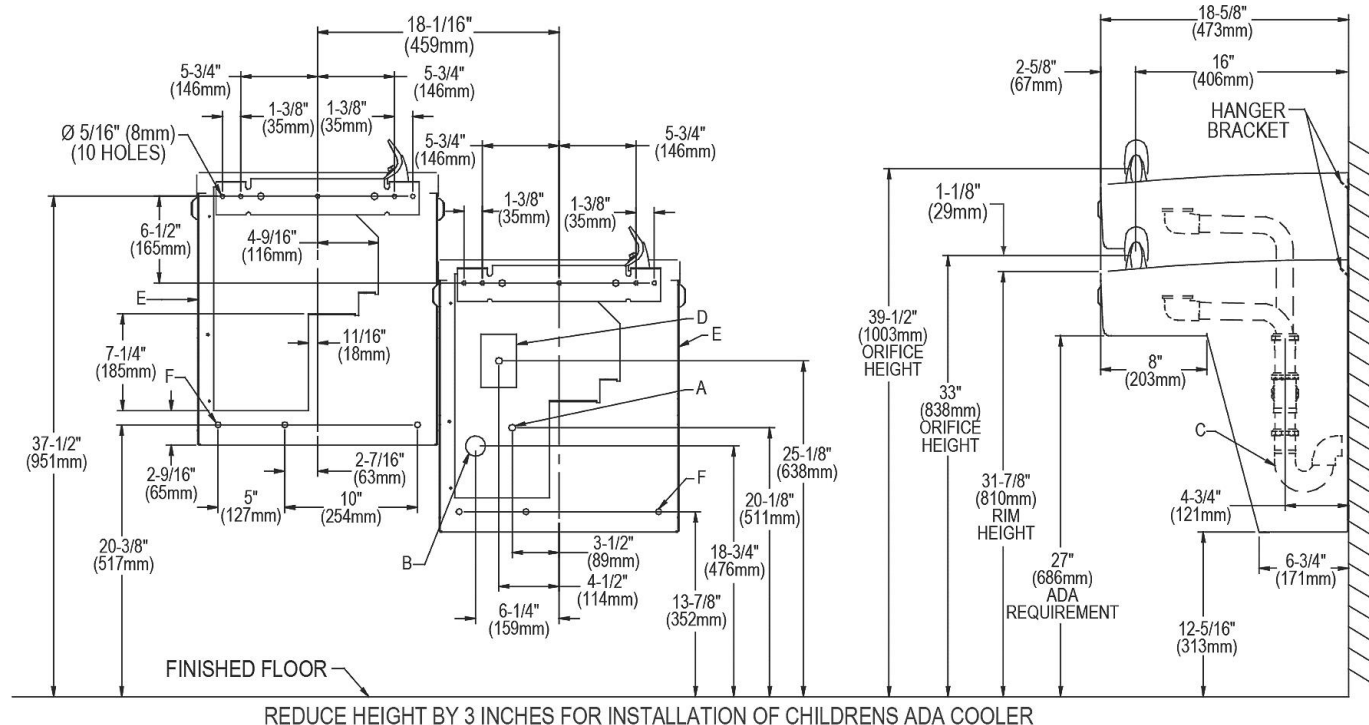 18-1/16"
(459mm)
5-3/4"
(146mm)
5-3/4"
(146mm)
1-3/8"
(35mm)
1-3/8"
(35mm)
Ø 5/16" (8mm)
(10 HOLES)
5-3/4"
(146mm)
5-3/4"
(146mm)
1-3/8"
(35mm)
1-3/8"
(35mm)
6-1/2"
(165mm)
4-9/16"
(116mm)
E
11/16"
(18mm)
7-1/4"
(185mm)
F
D
E
A
37-1/2"
(951mm)
2-9/16"
(65mm)
2-7/16"
(63mm)
5"
(127mm)
10"
(254mm)
25-1/8"
(638mm)
20-1/8"
(511mm)
F
20-3/8"
(517mm)
B
3-1/2"
(89mm)
18-3/4"
(476mm)
4-1/2"
(114mm)
13-7/8"
(352mm)
6-1/4"
(159mm)
18-5/8"
(473mm)
2-5/8"
(67mm)
16"
(406mm)
HANGER
BRACKET
1-1/8"
(29mm)
39-1/2"
(1003mm)
ORIFICE
HEIGHT
8"
(203mm)
33"
(838mm)
ORIFICE
HEIGHT
C
31-7/8"
(810mm)
RIM
HEIGHT
4-3/4"
(121mm)
27"
(686mm)
ADA
REQUIREMENT
6-3/4"
(171mm)
12-5/16"
(313mm)
FINISHED FLOOR
REDUCE HEIGHT BY 3 INCHES FOR INSTALLATION OF CHILDRENS ADA COOLER